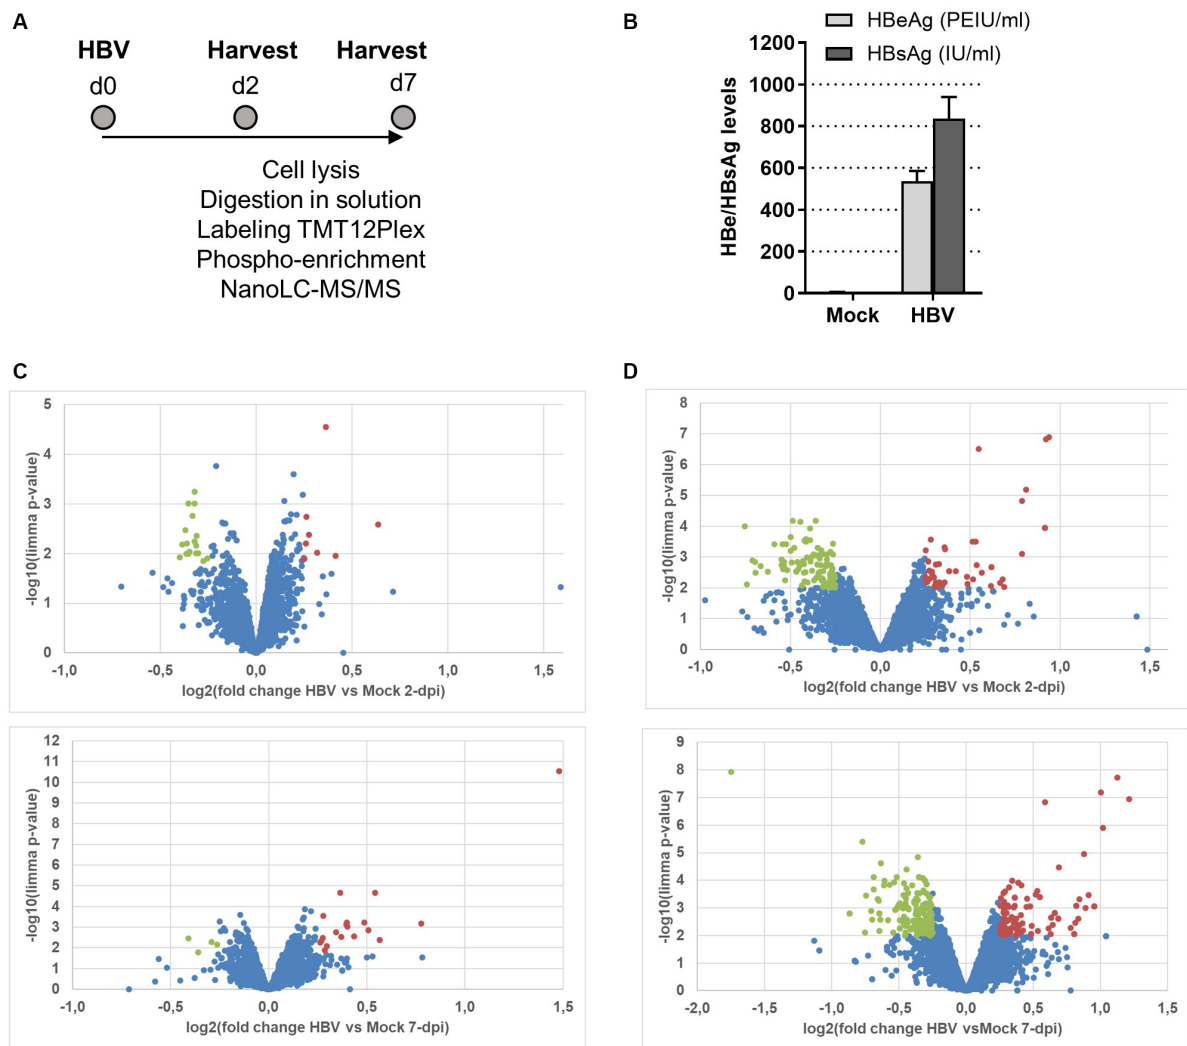 A
HBV
Harvest
Harvest
d0
d2
d7
Cell lysis
Digestion in solution
Labeling TMT12Plex
Phospho-enrichment
NanoLC-MS/MS
B
HBeAg (PEIU/ml)
HBsAg (IU/ml)
HBe/HBsAg levels
1200
1000
800
600
400
200
0
Mock
HBV
C
-log10(limma p-value)
5
4
3
2
1
0
-1,0
-0,5
0,0
0,5
1,0
1,5
log2(fold change HBV vs Mock 2-dpi)
D
-log10(limma p-value)
8
7
6
5
4
3
2
1
0
-1,0
-0,5
0,0
0,5
1,0
1,5
log2(fold change HBV vs Mock 2-dpi)
-log10(limma p-value)
12
11
10
9
8
7
6
5
4
3
2
1
0
-1,0
-0,5
0,0
0,5
1,0
1,5
log2(fold change HBV vs Mock 7-dpi)
-log10(limma p-value)
9
8
7
6
5
4
3
2
1
0
-2,0
-1,5
-1,0
-0,5
0,0
0,5
1,0
1,5
log2(fold change HBV vsMock 7-dpi)